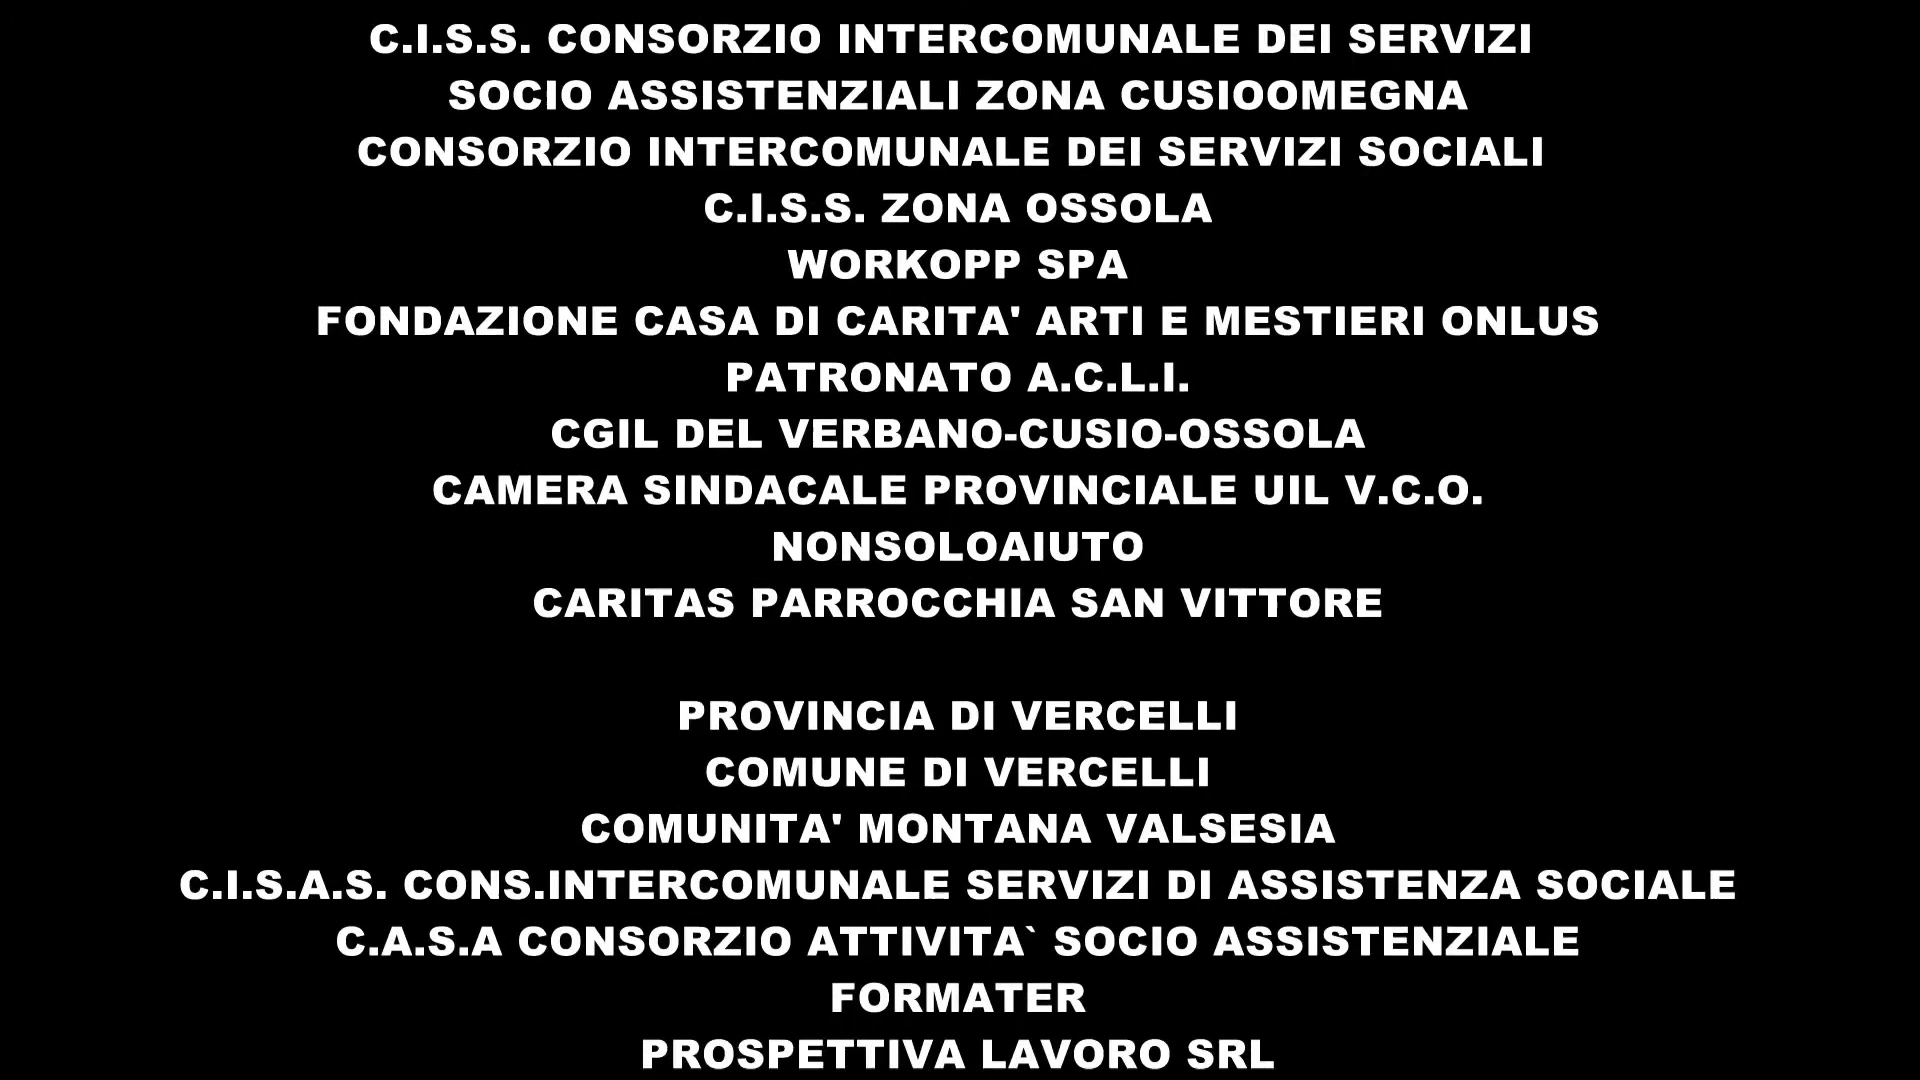 C.I.S.S. CONSORZIO INTERCOMUNALE DEI SERVIZI
SOCIO ASSISTENZIALI ZONA CUSIOOMEGNA
CONSORZIO INTERCOMUNALE DEI SERVIZI SOCIALI
C.I.S.S. ZONA OSSOLA
WORKOPP SPA
FONDAZIONE CASA DI CARITA' ARTI E MESTIERI ONLUS
PATRONATO A.C.L.I.
CGIL DEL VERBANO-CUSIO-OSSOLA
CAMERA SINDACALE PROVINCIALE UIL V.C.O.
NONSOLOAIUTO
CARITAS PARROCCHIA SAN VITTORE
PROVINCIA DI VERCELLI
COMUNE DI VERCELLI
COMUNITA' MONTANA VALSESIA
C.I.S.A.S. CONS.INTERCOMUNALE SERVIZI DI ASSISTENZA SOCIALE
C.A.S.A CONSORZIO ATTIVITA` SOCIO ASSISTENZIALE
FORMATER
PROSPETTIVA LAVORO SRL